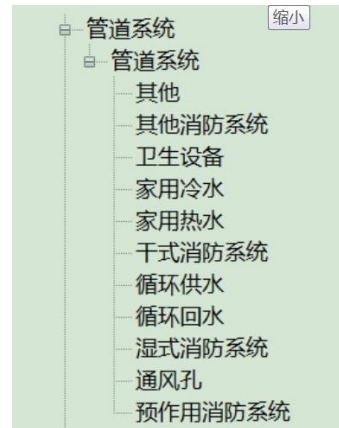 缩小
管道系统
管道系统
其他
其他消防系统
卫生设备
家用冷水
家用热水
干式消防系统
循环供水
循环回水
湿式消防系统
通风孔
预作用消防系统